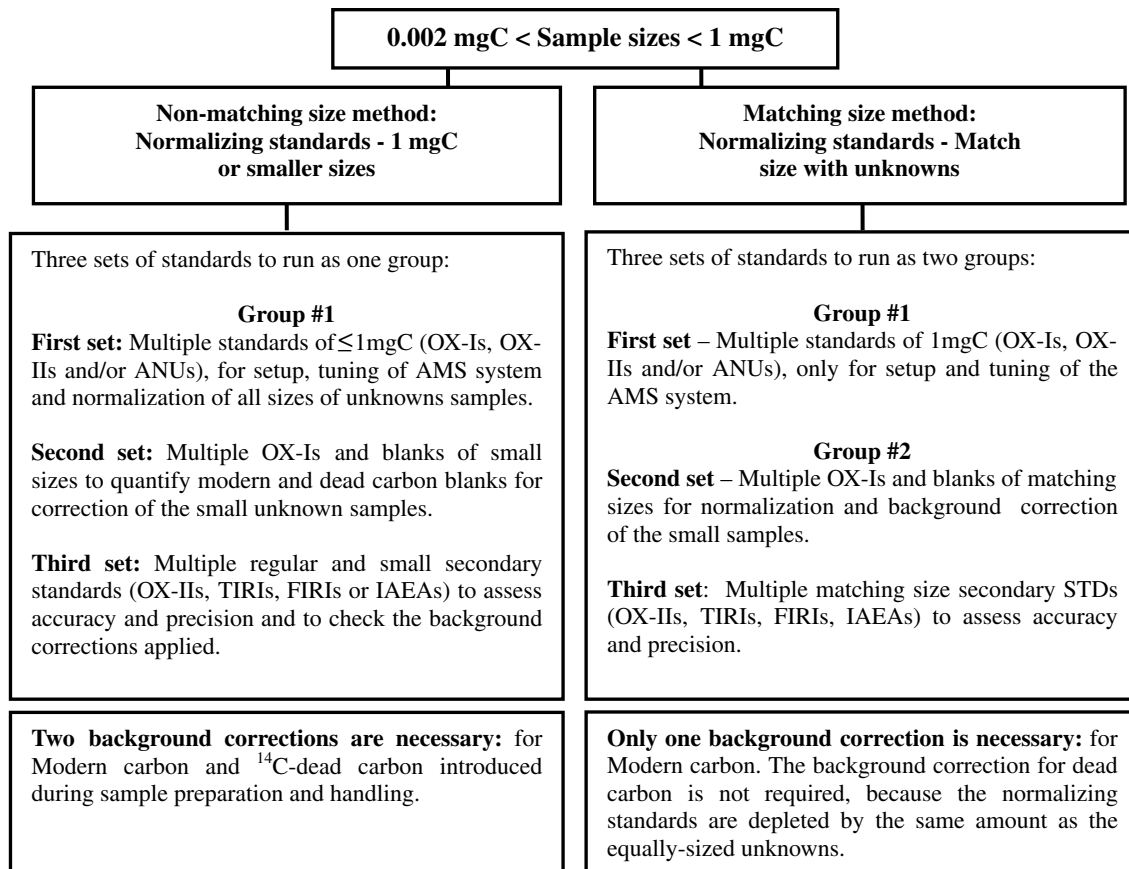 0.002 mgC < Sample sizes < 1 mgC
Non-matching size method:
Normalizing standards - 1 mgC
or smaller sizes
Three sets of standards to run as one group:
Group #1
First set: Multiple standards of ≤1mgC (OX-Is, OX-
IIs and/or ANUs), for setup, tuning of AMS system
and normalization of all sizes of unknowns samples.
Second set: Multiple OX-Is and blanks of small
sizes to quantify modern and dead carbon blanks for
correction of the small unknown samples.
Third set: Multiple regular and small secondary
standards (OX-IIs, TIRIs, FIRIs or IAEAs) to assess
accuracy and precision and to check the background
corrections applied.
Two background corrections are necessary: for
Modern carbon and ¹⁴C-dead carbon introduced
during sample preparation and handling.
Matching size method:
Normalizing standards - Match
size with unknowns
Three sets of standards to run as two groups:
Group #1
First set – Multiple standards of 1mgC (OX-Is, OX-
IIs and/or ANUs), only for setup and tuning of the
AMS system.
Group #2
Second set – Multiple OX-Is and blanks of matching
sizes for normalization and background correction
of the small samples.
Third set: Multiple matching size secondary STDs
(OX-IIs, TIRIs, FIRIs, IAEAs) to assess accuracy
and precision.
Only one background correction is necessary: for
Modern carbon. The background correction for dead
carbon is not required, because the normalizing
standards are depleted by the same amount as the
equally-sized unknowns.